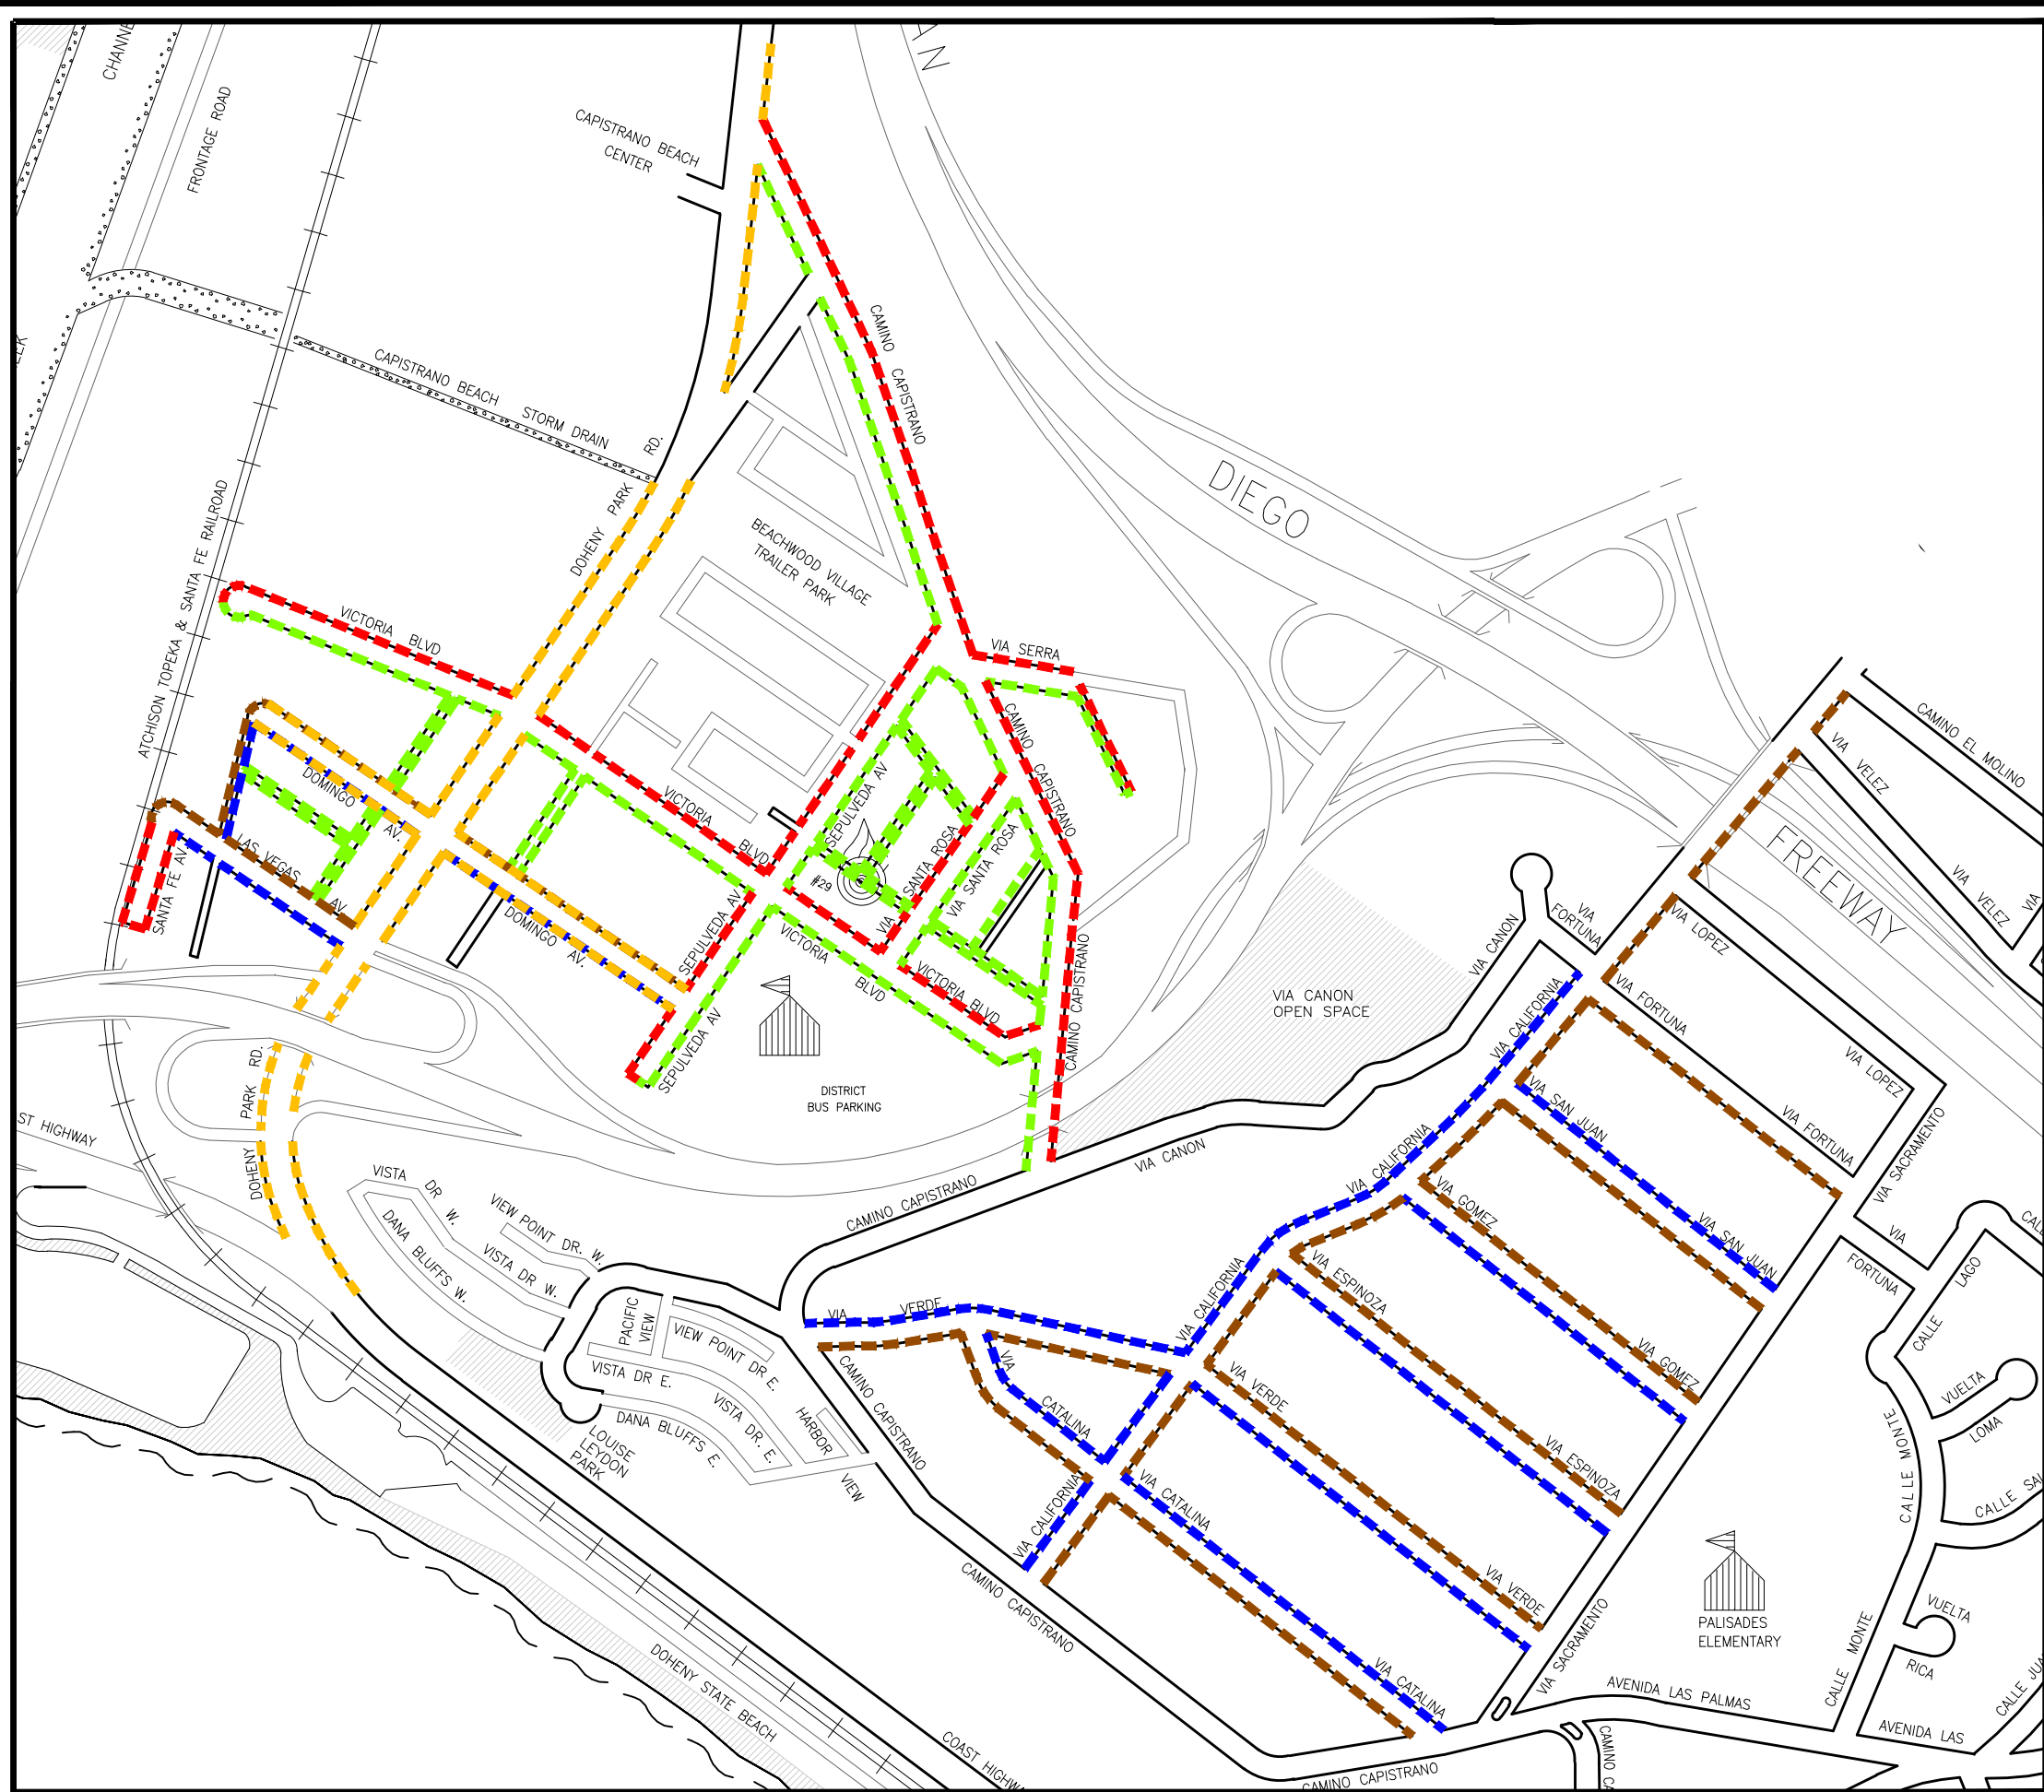 CHANNE
FRONTAGE ROAD
CAPISTRANO BEACH
CENTER
AN
CAPISTRANO BEACH STORM DRAIN
DOHENY PARK RD.
CAMINO CAPISTRANO
DIEGO
BEACHWOOD VILLAGE
TRAILER PARK
ATCHISON TOPEKA & SANTA FE RAILROAD
VICTORIA BLVD
VIA SERRA
CAMINO CAPISTRANO
DOMINGO AV.
VICTORIA BLVD
SEPULVEDA AV
VIA SANTA ROSA
VIA SANTA ROSA
#29
LAS VEGAS AV.
SANTA FE AV.
DOMINGO AV.
SEPULVEDA AV
VICTORIA BLVD
VICTORIA BLVD
CAMINO CAPISTRANO
SEPULVEDA AV
DISTRICT
BUS PARKING
VIA CANON
OPEN SPACE
VIA CANON
VIA FORTUNA
FREEWAY
CAMINO EL MOLINO
VIA VELEZ
VIA VELEZ
VIA
VIA LOPEZ
VIA FORTUNA
VIA CALIFORNIA
VIA LOPEZ
VIA FORTUNA
VIA SACRAMENTO
VIA SAN JUAN
VIA SAN JUAN
VIA CANON
VIA CALIFORNIA
VIA GOMEZ
VIA GOMEZ
DOHENY PARK RD.
ST HIGHWAY
VISTA DR W.
VIEW POINT DR. W.
DANA BLUFFS W.
VISTA DR W.
CAMINO CAPISTRANO
VIA FORTUNA
CALLE LAGO
VIA ESPINOZA
VIA ESPINOZA
VIA CALIFORNIA
VIA VERDE
PACIFIC
VIEW
VIEW POINT DR E.
VISTA DR E.
VISTA DR. E.
DANA BLUFFS E.
HARBOR VIEW
LOUISE
LEYDON
PARK
CAMINO CAPISTRANO
VIA CATALINA
VIA VERDE
VIA VERDE
VIA CALIFORNIA
VIA CATALINA
VIA CATALINA
VUELTA
LOMA
CALLE MONTE
PALISADES
ELEMENTARY
VIA SACRAMENTO
VUELTA
RICA
CALLE MONTE
CAMINO CAPISTRANO
DOHENY STATE BEACH
AVENIDA LAS PALMAS
AVENIDA LAS
CAMINO CA
CAMINO CAPISTRANO